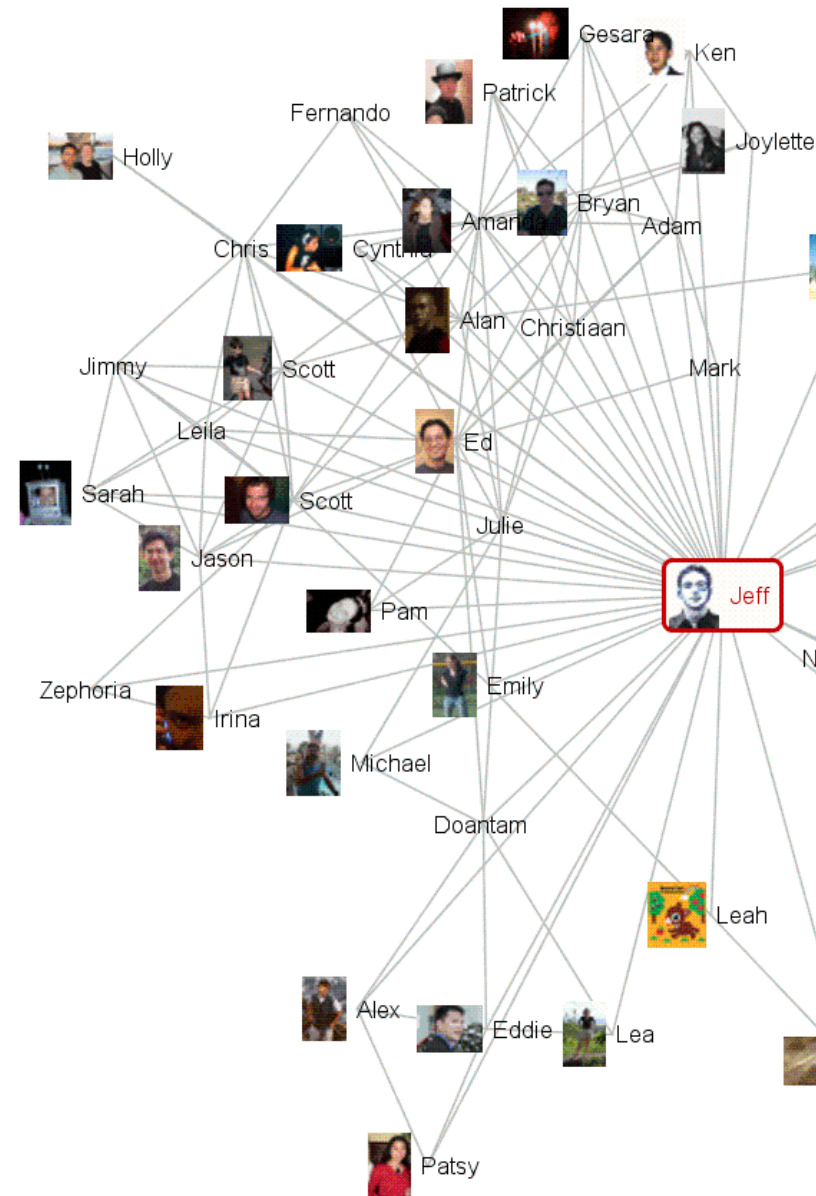 Gesara
Ken
Patrick
Fernando
Joylette
Holly
Bryan
Amanda
Adam
Chris
Cynthia
Alan
Christiaan
Jimmy
Scott
Mark
Leila
Ed
Sarah
Scott
Julie
Jason
Jeff
Pam
N
Zephoria
Emily
Irina
Michael
Doantam
Leah
Alex
Eddie
Lea
Patsy